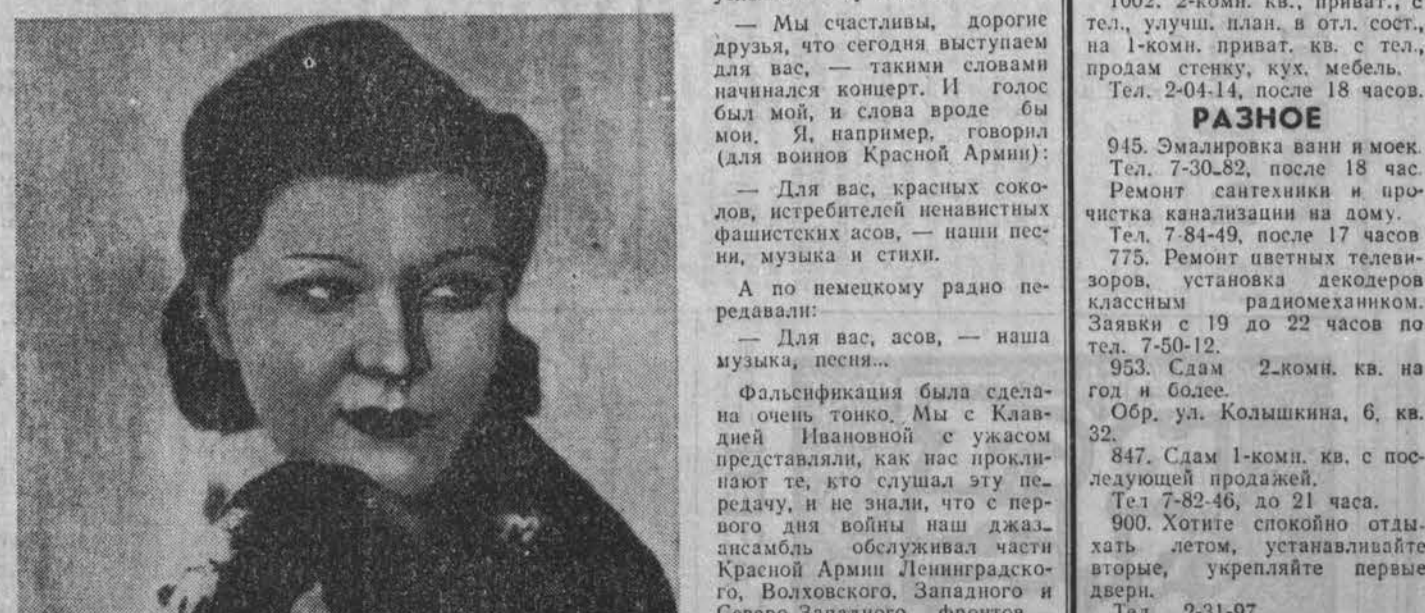 — Мы счастливы, дорогие
друзья, что сегодня выступаем
для вас, — такими словами
начинался концерт. И голос
был мой, и слова вроде бы
мои. Я, например, говорил
(для воинов Красной Армии):
— Для вас, красных соко-
лов, истребителей ненавистных
фашистских асов, — наши пес-
ни, музыка и стихи.
А по немецкому радио пе-
редавали:
— Для вас, асов, — наша
музыка, песня...
Фальсификация была сдела-
на очень тонко. Мы с Клав-
дией Ивановной с ужасом
представляли, как нас прокли-
нают те, кто слушал эту пе-
редачу, и не знали, что с пер-
вого дня войны наш джаз-
ансамбль обслуживал части
Красной Армии Ленинградско-
го, Волховского, Западного и
Северо-Западного фронтов
1002. 2-комн. кв., приват., с
тел., улучш. план. в отл. сост.,
на 1-комн. приват. кв. с тел.,
продам стенку, кух. мебель.
Тел. 2-04-14, после 18 часов.
РАЗНОЕ
945. Эмалировка ванн и моек.
Тел. 7-30-82, после 18 час.
Ремонт сантехники и про-
чистка канализации на дому.
Тел. 7-84-49, после 17 часов
775. Ремонт цветных телеви-
зоров, установка декодеров
классным радиомехаником.
Заявки с 19 до 22 часов по
тел. 7-50-12.
953. Сдам 2-комн. кв. на
год и более.
Обр. ул. Колышкина, 6, кв.
32.
847. Сдам 1-комн. кв. с пос-
ледующей продажей.
Тел 7-82-46, до 21 часа.
900. Хотите спокойно отды-
хать летом, устанавливайте
вторые, укрепляйте первые
двери.
Тел. 2-31-97